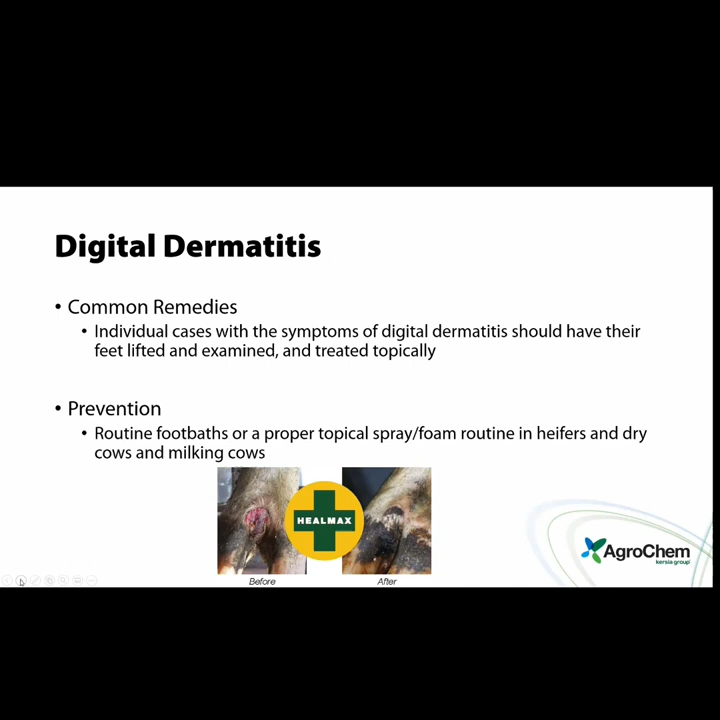 Digital Dermatitis
• Common Remedies
• Individual cases with the symptoms of digital dermatitis should have their
feet lifted and examined, and treated topically
• Prevention
• Routine footbaths or a proper topical spray/foam routine in heifers and dry
cows and milking cows
HEALMAX
AgroChem
kersia group
Before
After